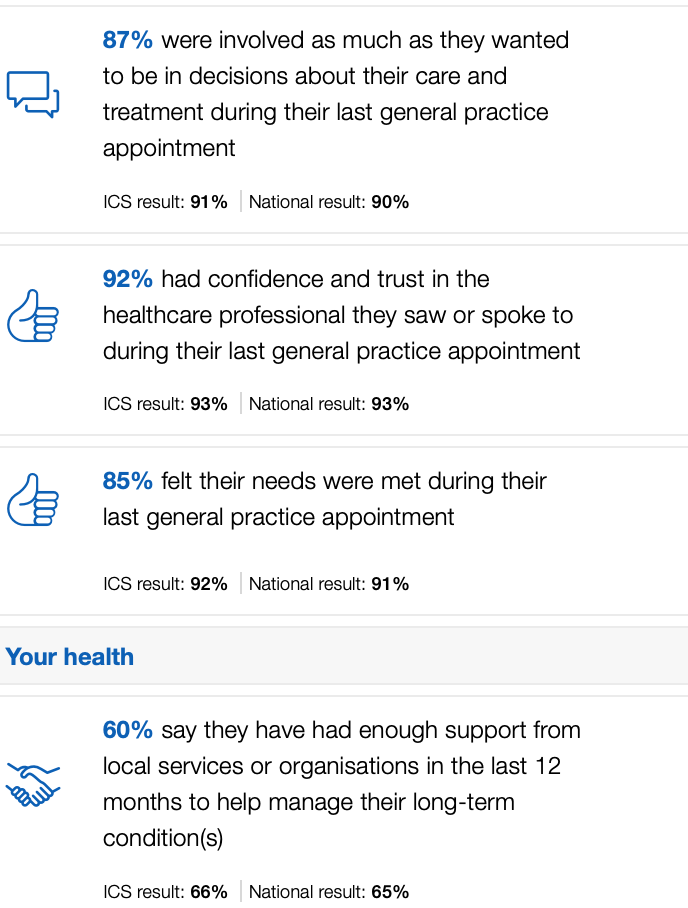 87% were involved as much as they wanted
to be in decisions about their care and
treatment during their last general practice
appointment
ICS result: 91% National result: 90%
92% had confidence and trust in the
healthcare professional they saw or spoke to
during their last general practice appointment
ICS result: 93% National result: 93%
85% felt their needs were met during their
last general practice appointment
ICS result: 92% National result: 91%
Your health
60% say they have had enough support from
local services or organisations in the last 12
months to help manage their long-term
condition(s)
ICS result: 66% National result: 65%